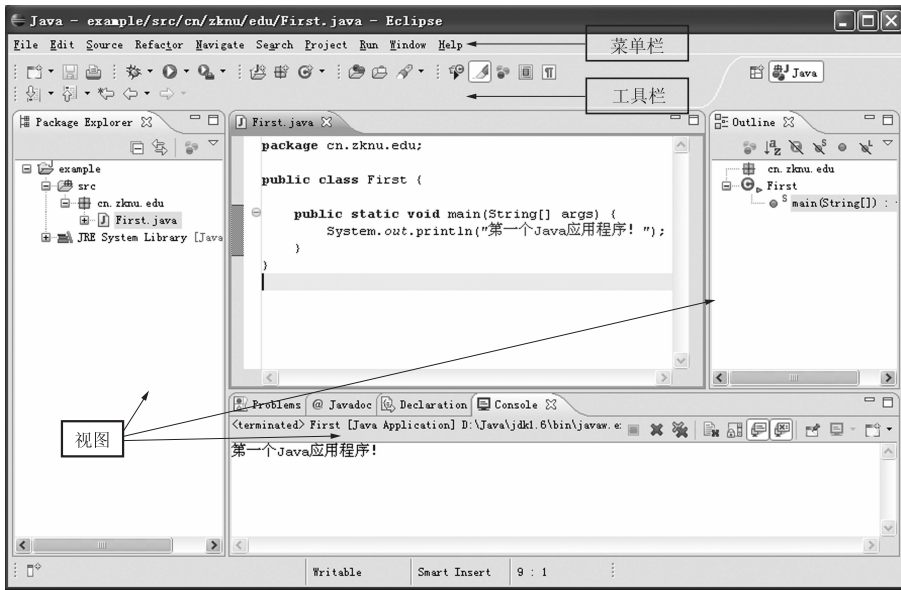 Java - example/src/cn/zknu/edu/First.java - Eclipse
File Edit Source Refactor Navigate Search Project Run Window Help
菜单栏
Java
工具栏
Package Explorer
First.java
Outline
example
src
cn.zknu.edu
First.java
JRE System Library [Java
package cn.zknu.edu;
public class First {
public static void main(String[] args) {
System.out.println("第一个Java应用程序! ");
}
}
cn.zknu.edu
First
main(String[]) :
视图
Problems @ Javadoc Declaration Console
<terminated> First [Java Application] D:\Java\jdk1.6\bin\javaw.e
第一个Java应用程序!
Writable
Smart Insert
9 : 1